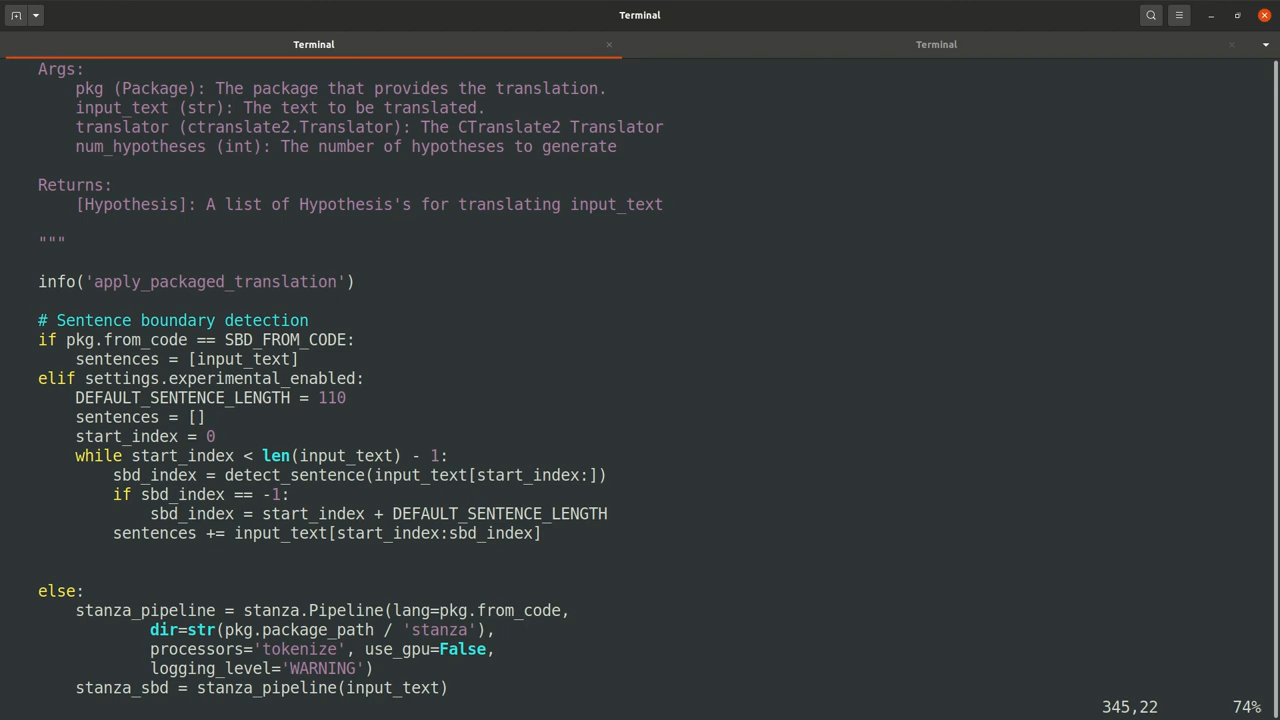 Terminal
Terminal
Terminal
Args:
pkg (Package): The package that provides the translation.
input_text (str): The text to be translated.
translator (ctranslate2.Translator): The CTranslate2 Translator
num_hypotheses (int): The number of hypotheses to generate
Returns:
[Hypothesis]: A list of Hypothesis's for translating input_text
"""
info('apply_packaged_translation')
# Sentence boundary detection
if pkg.from_code == SBD_FROM_CODE:
sentences = [input_text]
elif settings.experimental_enabled:
DEFAULT_SENTENCE_LENGTH = 110
sentences = []
start_index = 0
while start_index < len(input_text) - 1:
sbd_index = detect_sentence(input_text[start_index:])
if sbd_index == -1:
sbd_index = start_index + DEFAULT_SENTENCE_LENGTH
sentences += input_text[start_index:sbd_index]
else:
stanza_pipeline = stanza.Pipeline(lang=pkg.from_code,
dir=str(pkg.package_path / 'stanza'),
processors='tokenize', use_gpu=False,
logging_level='WARNING')
stanza_sbd = stanza_pipeline(input_text)
345,22 74%